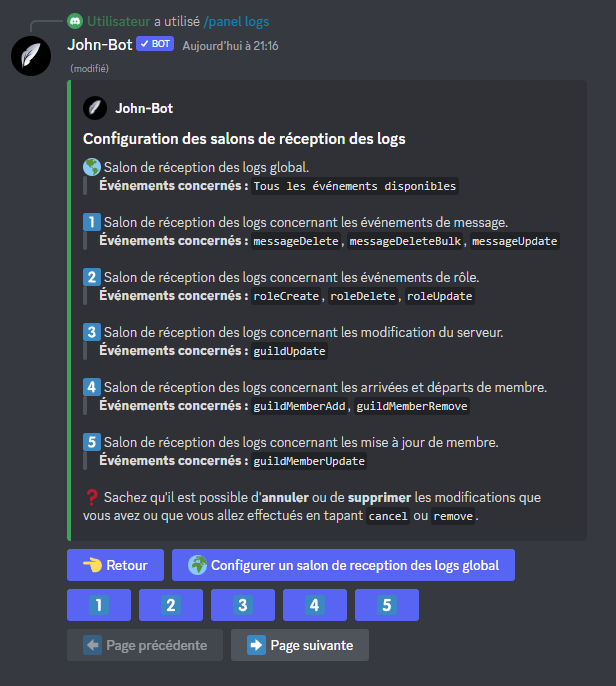 Utilisateur a utilisé /panel logs
John-Bot ✓ BOT Aujourd'hui à 21:16
(modifié)
John-Bot
Configuration des salons de réception des logs
Salon de réception des logs global.
Événements concernés : Tous les événements disponibles
1 Salon de réception des logs concernant les événements de message.
Événements concernés : messageDelete, messageDeleteBulk, messageUpdate
2 Salon de réception des logs concernant les événements de rôle.
Événements concernés : roleCreate, roleDelete, roleUpdate
3 Salon de réception des logs concernant les modification du serveur.
Événements concernés : guildUpdate
4 Salon de réception des logs concernant les arrivées et départs de membre.
Événements concernés : guildMemberAdd, guildMemberRemove
5 Salon de réception des logs concernant les mise à jour de membre.
Événements concernés : guildMemberUpdate
❓ Sachez qu'il est possible d'annuler ou de supprimer les modifications que
vous avez ou que vous allez effectués en tapant cancel ou remove.
Retour
Configurer un salon de reception des logs global
1 2 3 4 5
Page précédente
Page suivante